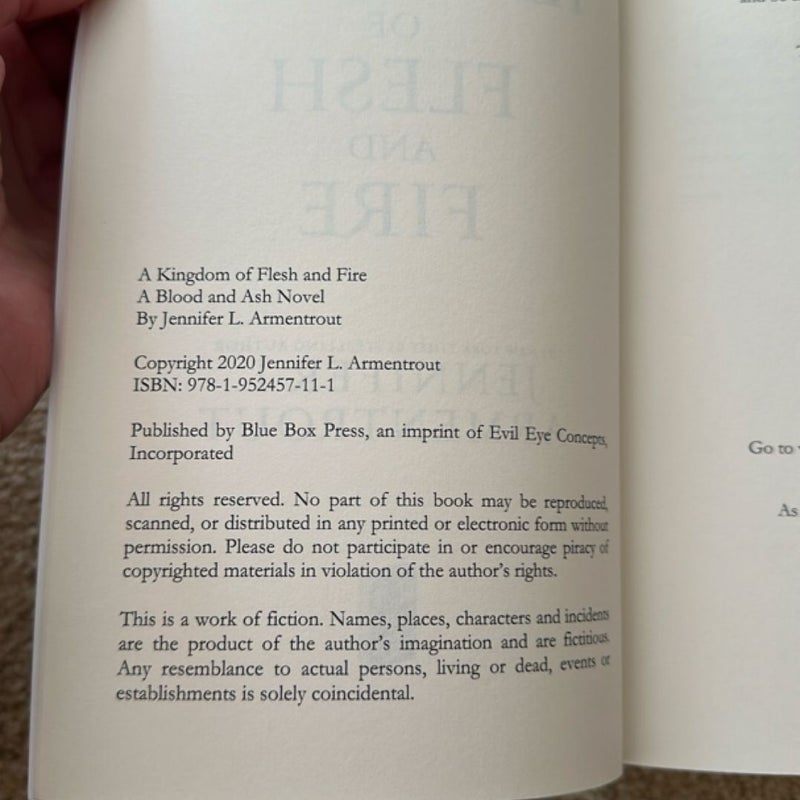 OF
FLESH
AND
FIRE
A Kingdom of Flesh and Fire
A Blood and Ash Novel
By Jennifer L. Armentrout
Copyright 2020 Jennifer L. Armentrout
ISBN: 978-1-952457-11-1
Published by Blue Box Press, an imprint of Evil Eye Concepts,
Incorporated
All rights reserved. No part of this book may be reproduced,
scanned, or distributed in any printed or electronic form without
permission. Please do not participate in or encourage piracy of
copyrighted materials in violation of the author's rights.
This is a work of fiction. Names, places, characters and incidents
are the product of the author's imagination and are fictitious.
Any resemblance to actual persons, living or dead, events or
establishments is solely coincidental.
Go to
As